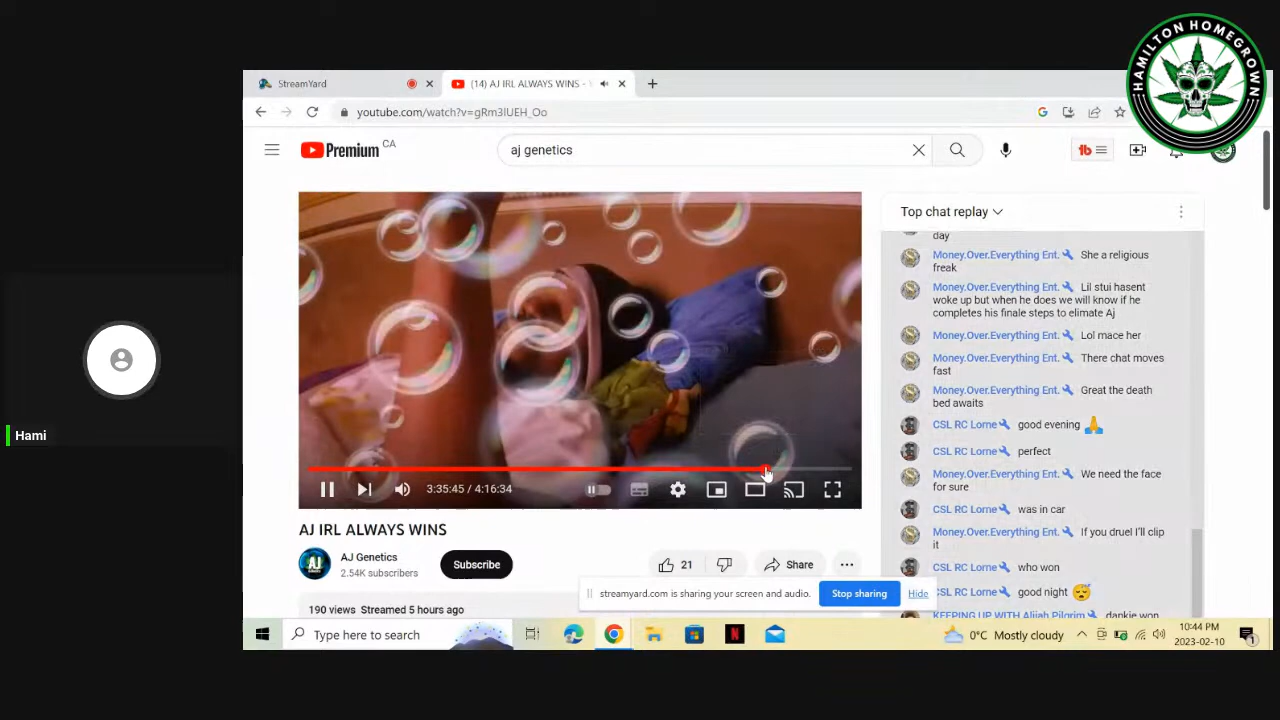 HAMILTON HOMEGROWN
StreamYard
(14) AJ IRL ALWAYS WINS -
youtube.com/watch?v=gRm3lUEH_Oo
Premium CA
aj genetics
Top chat replay
day
Money.Over.Everything Ent. She a religious
freak
Money.Over.Everything Ent. Lil stui hasent
woke up but when he does we will know if he
completes his finale steps to elimate Aj
Money.Over.Everything Ent. Lol mace her
Money.Over.Everything Ent. There chat moves
fast
Money.Over.Everything Ent. Great the death
bed awaits
CSL RC Lorne good evening 🙏
CSL RC Lorne perfect
Money.Over.Everything Ent. We need the face
for sure
CSL RC Lorne was in car
Money.Over.Everything Ent. If you druel I'll clip
it
CSL RC Lorne who won
CSL RC Lorne good night 😴
KEEPING UP WITH Alijah Pilgrim dankie won
3:35:45 / 4:16:34
AJ IRL ALWAYS WINS
AJ
AJ Genetics
2.54K subscribers
Subscribe
21
Share
190 views Streamed 5 hours ago
streamyard.com is sharing your screen and audio.
Stop sharing
Hide
Hami
Type here to search
N
0°C Mostly cloudy
10:44 PM
2023-02-10
1